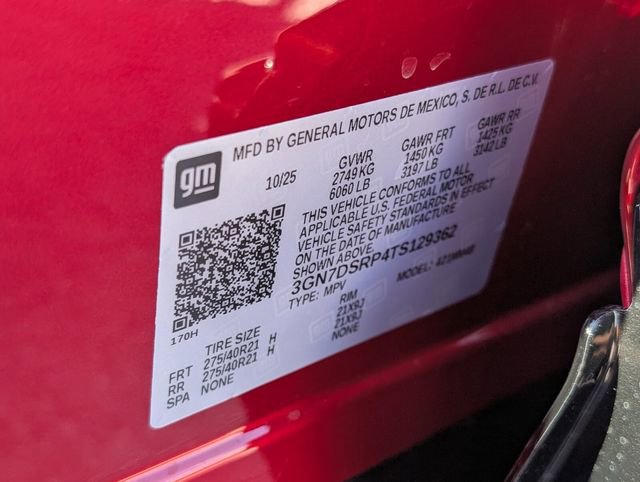 MFD BY GENERAL MOTORS DE MEXICO, S. DE R.L. DE C.V.
gm
10/25 GVWR GAWR FRT GAWR RR
2749 KG 1450 KG 1425 KG
6060 LB 3197 LB 3142 LB
THIS VEHICLE CONFORMS TO ALL
APPLICABLE U.S. FEDERAL MOTOR
VEHICLE SAFETY STANDARDS IN EFFECT
ON THE DATE OF MANUFACTURE
SHOWN ABOVE.
3GN7DSRP4TS129362
TYPE: MPV MODEL:
170H
TIRE SIZE RIM
FRT 275/40R21 H 21X9J
RR 275/40R21 H 21X9J
SPA NONE NONE